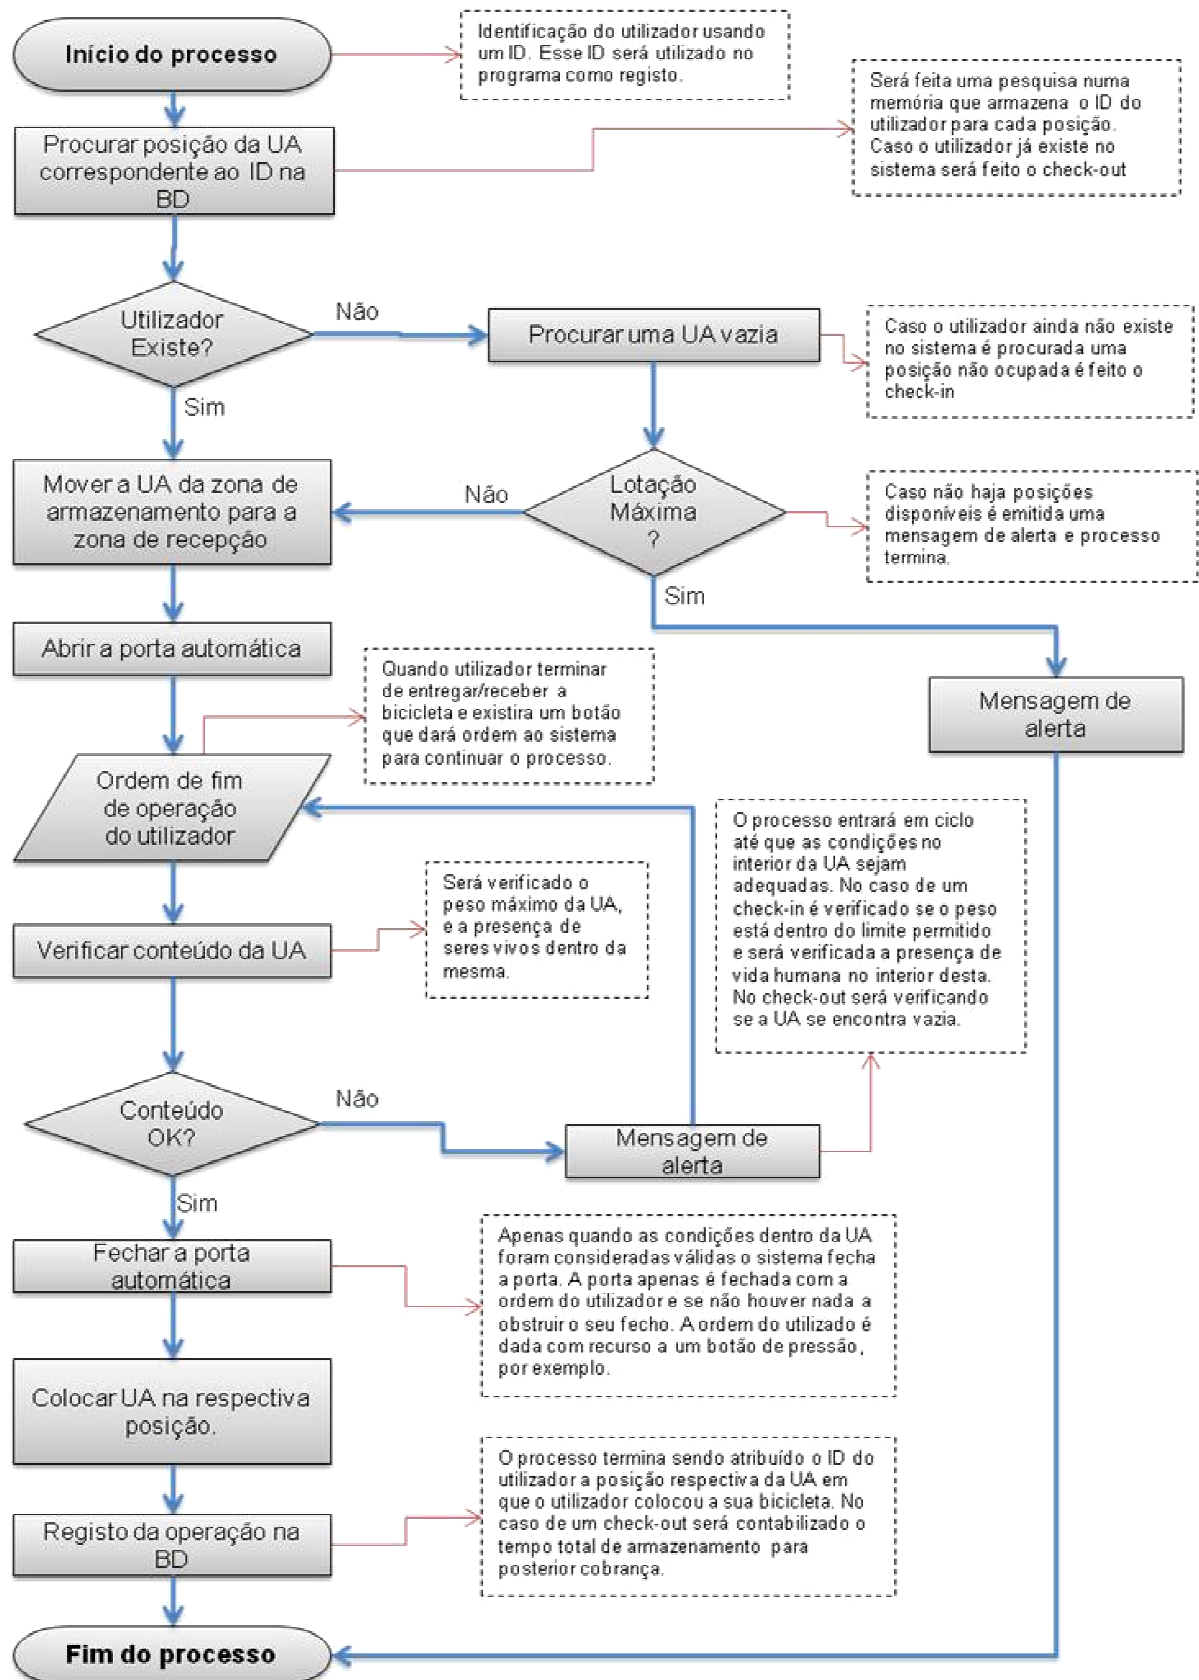 Início do processo
Identificação do utilizador usando
um ID. Esse ID será utilizado no
programa como registo.
Será feita uma pesquisa numa
memória que armazena o ID do
utilizador para cada posição.
Caso o utilizador já existe no
sistema será feito o check-out
Procurar posição da UA
correspondente ao ID na
BD
Utilizador
Existe?
Não
Sim
Procurar uma UA vazia
Caso o utilizador ainda não existe
no sistema é procurada uma
posição não ocupada é feito o
check-in
Mover a UA da zona de
armazenamento para a
zona de recepção
Não
Lotação
Máxima
?
Sim
Caso não haja posições
disponíveis é emitida uma
mensagem de alerta e processo
termina.
Abrir a porta automática
Quando utilizador terminar
de entregar/receber a
bicicleta e existira um botão
que dará ordem ao sistema
para continuar o processo.
Mensagem de
alerta
Ordem de fim
de operação
do utilizador
O processo entrará em ciclo
até que as condições no
interior da UA sejam
adequadas. No caso de um
check-in é verificado se o peso
está dentro do limite permitido
e será verificada a presença de
vida humana no interior desta.
No check-out será verificando
se a UA se encontra vazia.
Verificar conteúdo da UA
Será verificado o
peso máximo da UA,
e a presença de
seres vivos dentro da
mesma.
Conteúdo
OK?
Não
Sim
Mensagem de
alerta
Fechar a porta
automática
Apenas quando as condições dentro da UA
foram consideradas válidas o sistema fecha
a porta. A porta apenas é fechada com a
ordem do utilizador e se não houver nada a
obstruir o seu fecho. A ordem do utilizado é
dada com recurso a um botão de pressão,
por exemplo.
Colocar UA na respectiva
posição.
O processo termina sendo atribuído o ID do
utilizador a posição respectiva da UA em
que o utilizador colocou a sua bicicleta. No
caso de um check-out será contabilizado o
tempo total de armazenamento para
posterior cobrança.
Registo da operação na
BD
Fim do processo